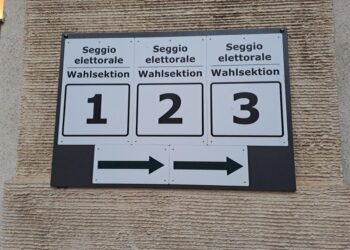 Seggio
elettorale
Wahlsektion
1
Seggio
elettorale
Wahlsektion
2
Seggio
elettorale
Wahlsektion
3